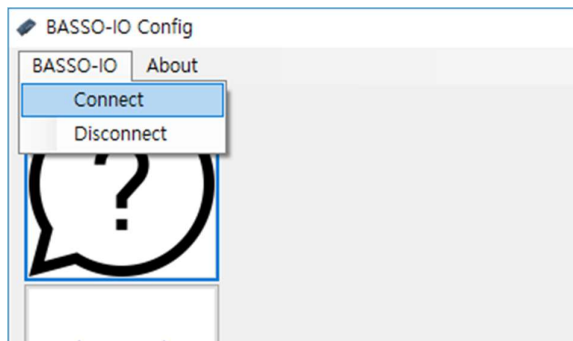 BASSO-IO Config
BASSO-IO About
Connect
Disconnect
?